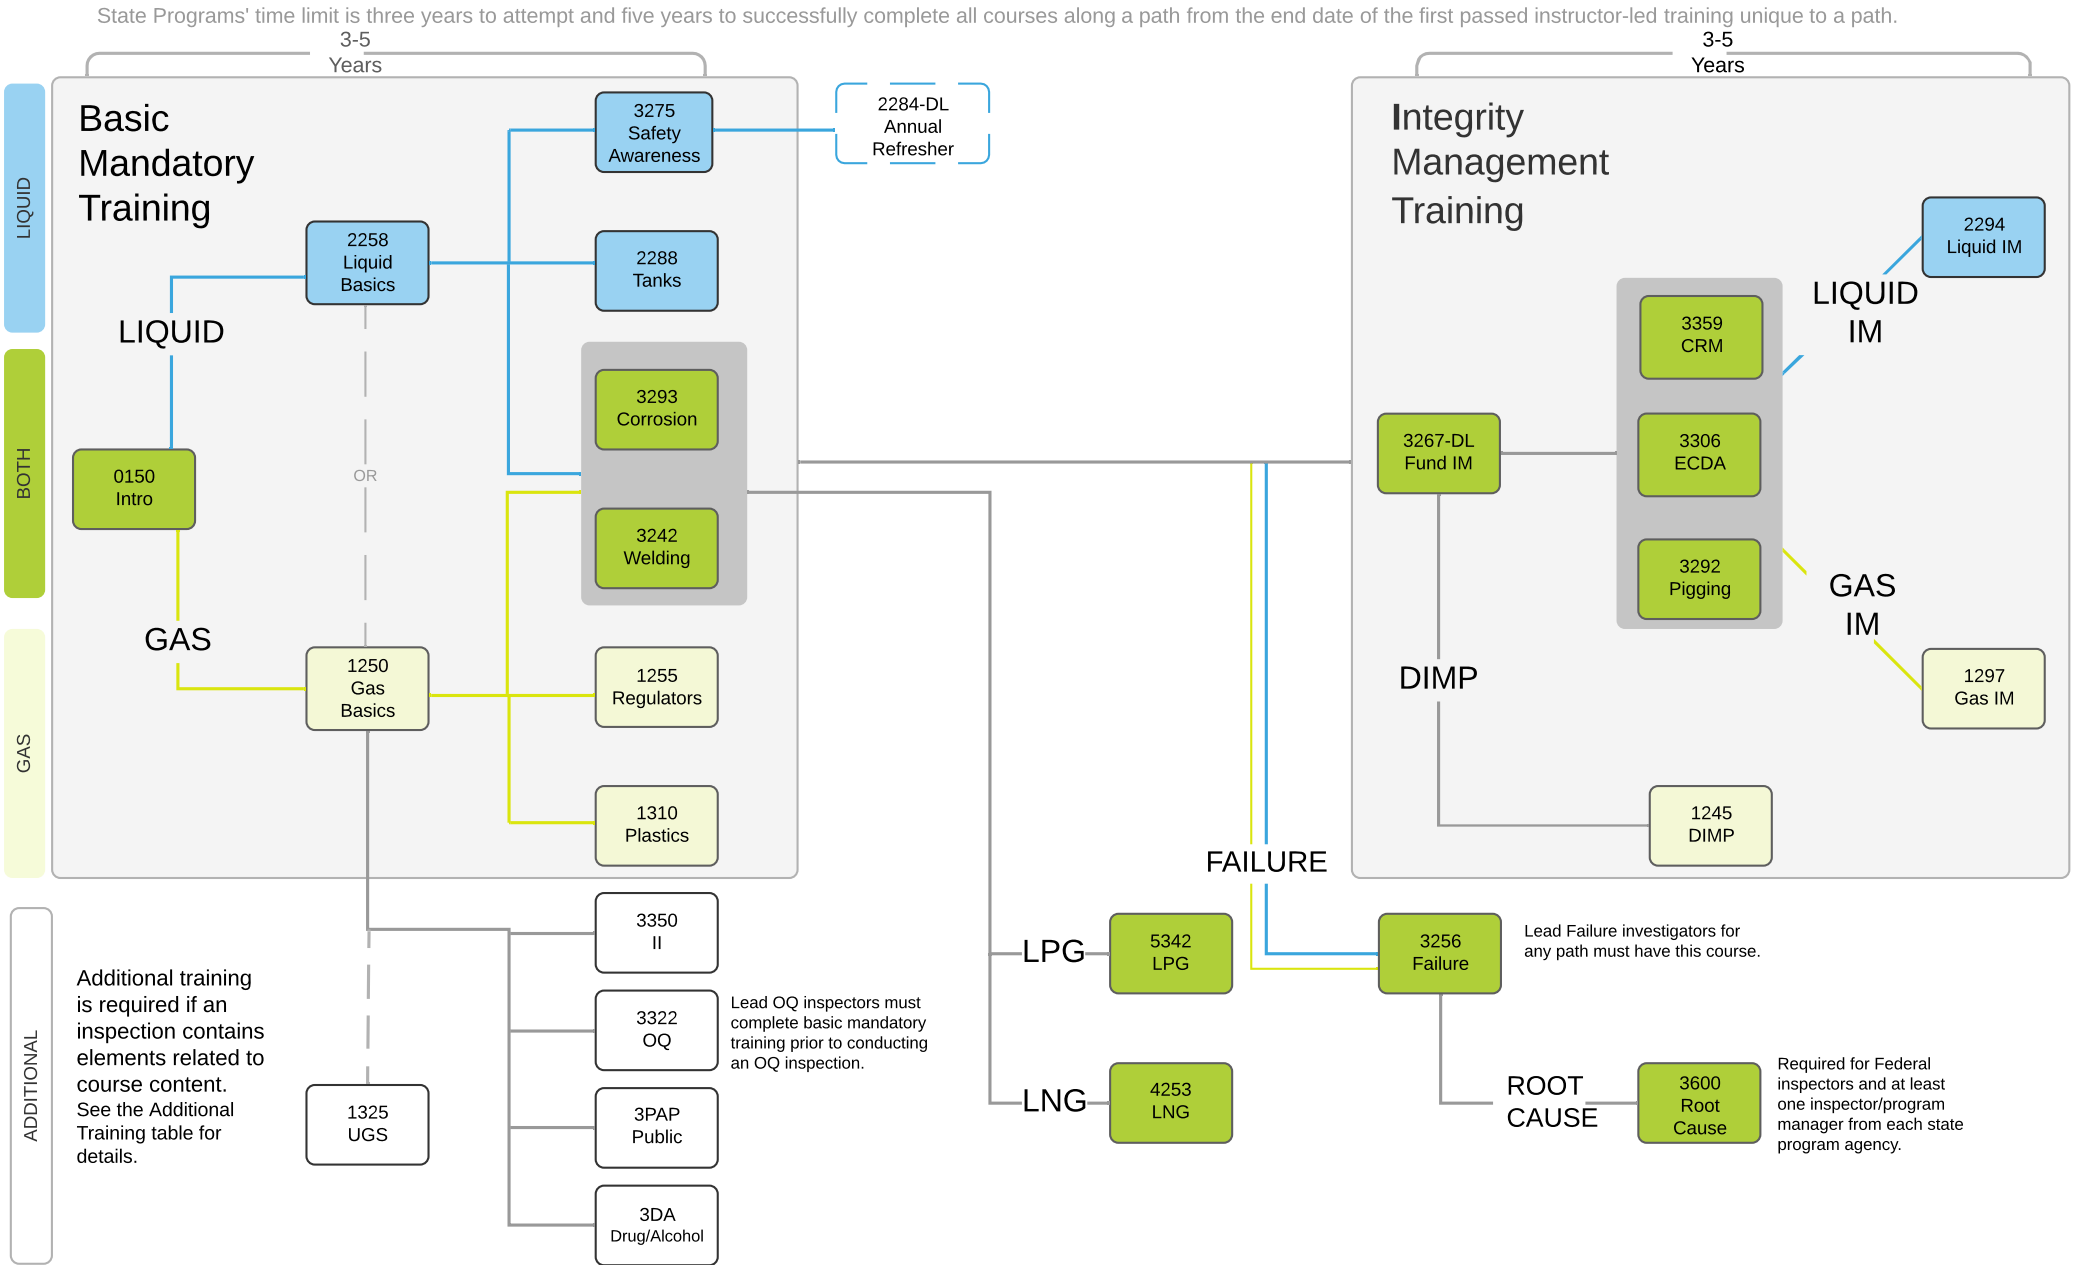 State Programs' time limit is three years to attempt and five years to successfully complete all courses along a path from the end date of the first passed instructor-led training unique to a path.
3-5
Years
3-5
Years
LIQUID
BOTH
GAS
ADDITIONAL
Basic
Mandatory
Training
3275
Safety
Awareness
2284-DL
Annual
Refresher
2258
Liquid
Basics
2288
Tanks
LIQUID
3293
Corrosion
0150
Intro
OR
3242
Welding
GAS
1250
Gas
Basics
1255
Regulators
1310
Plastics
Integrity
Management
Training
2294
Liquid IM
LIQUID
IM
3359
CRM
3267-DL
Fund IM
3306
ECDA
3292
Pigging
GAS
IM
1297
Gas IM
DIMP
1245
DIMP
FAILURE
Additional training
is required if an
inspection contains
elements related to
course content.
See the Additional
Training table for
details.
1325
UGS
3350
II
3322
OQ
Lead OQ inspectors must
complete basic mandatory
training prior to conducting
an OQ inspection.
3PAP
Public
3DA
Drug/Alcohol
LPG
5342
LPG
LNG
4253
LNG
3256
Failure
Lead Failure investigators for
any path must have this course.
ROOT
CAUSE
3600
Root
Cause
Required for Federal
inspectors and at least
one inspector/program
manager from each state
program agency.